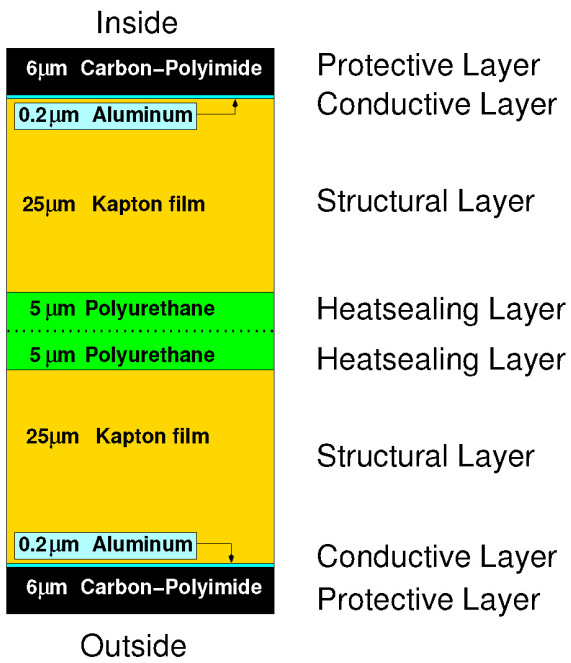 Inside
6μm Carbon–Polyimide Protective Layer
Conductive Layer
0.2μm Aluminum
25μm Kapton film Structural Layer
5 μm Polyurethane Heatsealing Layer
5 μm Polyurethane Heatsealing Layer
25μm Kapton film
Structural Layer
0.2μm Aluminum
Conductive Layer
6μm Carbon–Polyimide Protective Layer
Outside